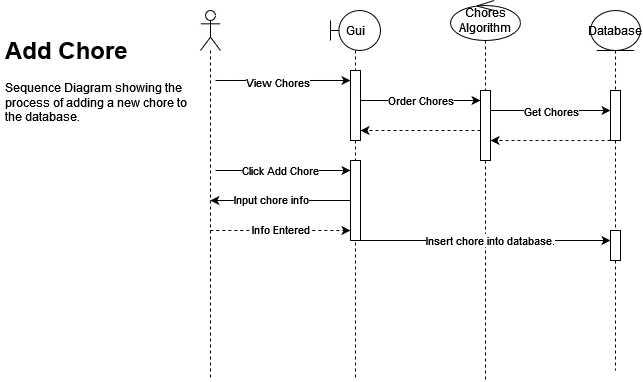 Chores
Algorithm
Gui
Database
Add Chore
Sequence Diagram showing the
process of adding a new chore to
the database.
View Chores
Order Chores
Get Chores
Click Add Chore
Input chore info
Info Entered
Insert chore into database.